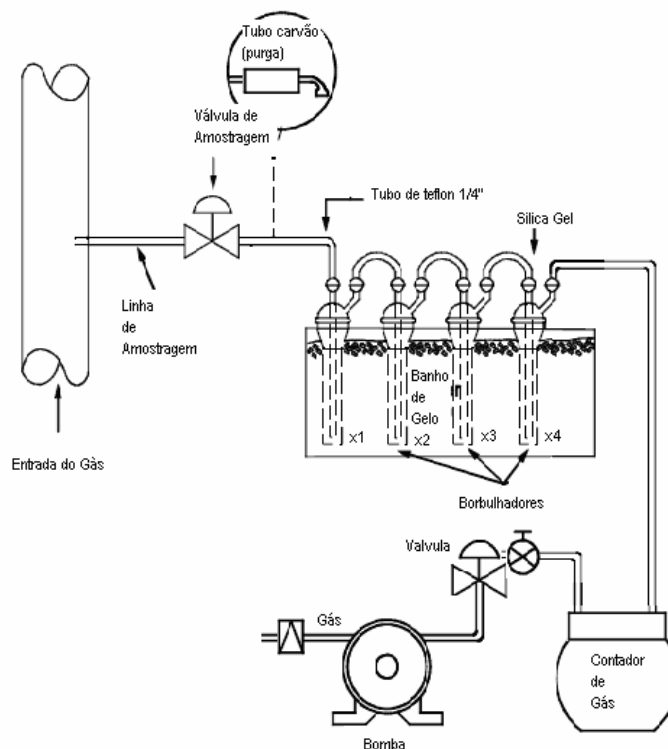 Tubo carvão
(purga)
Válvula de
Amostragem
Tubo de teflon 1/4"
Silica Gel
Linha
de
Amostragem
Banho
de
Gelo
x1
x2
x3
x4
Entrada do Gàs
Borbulhadores
Valvula
Gás
Contador
de
Gás
Bomba